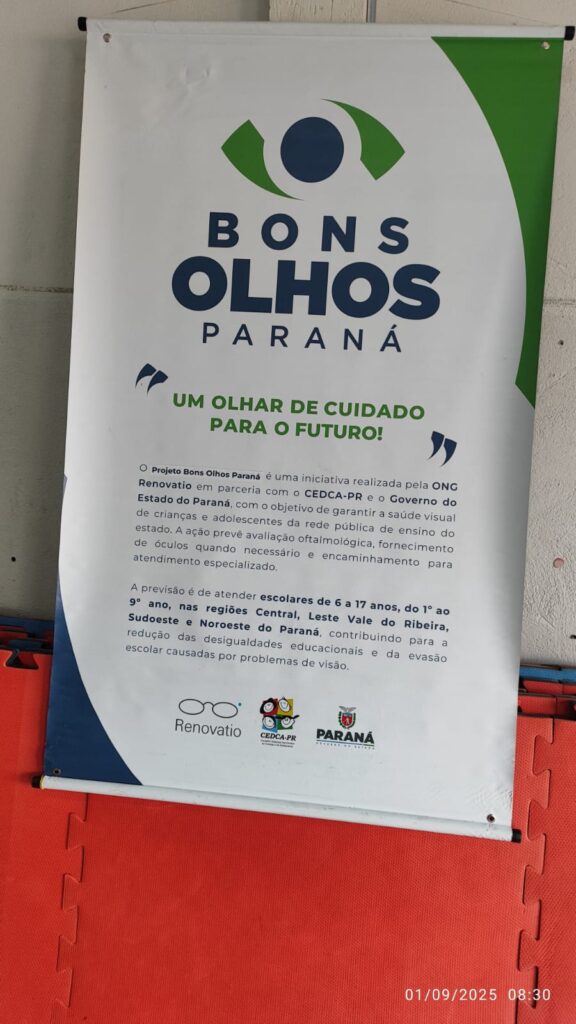 BONS
OLHOS
PARANÁ
UM OLHAR DE CUIDADO
PARA O FUTURO!
O Projeto Bons Olhos Paraná é uma iniciativa realizada pela ONG
Renovatio em parceria com o CEDCA-PR e o Governo do
Estado do Paraná, com o objetivo de garantir a saúde visual
de crianças e adolescentes da rede pública de ensino do
estado. A ação prevê avaliação oftalmológica, fornecimento
de óculos quando necessário e encaminhamento para
atendimento especializado.
A previsão é de atender escolares de 6 a 17 anos, do 1º ao
9º ano, nas regiões Central, Leste Vale do Ribeira,
Sudoeste e Noroeste do Paraná, contribuindo para a
redução das desigualdades educacionais e da evasão
escolar causadas por problemas de visão.
Renovatio
CEDCA-PR
PARANÁ
GOVERNO DO ESTADO
01/09/2025 08:30